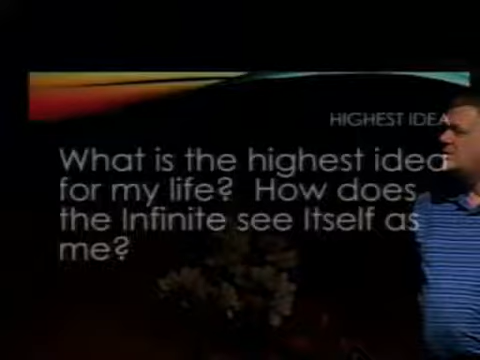 HIGHEST IDEA
What is the highest idea
for my life?  How does
the Infinite see Itself as
me?